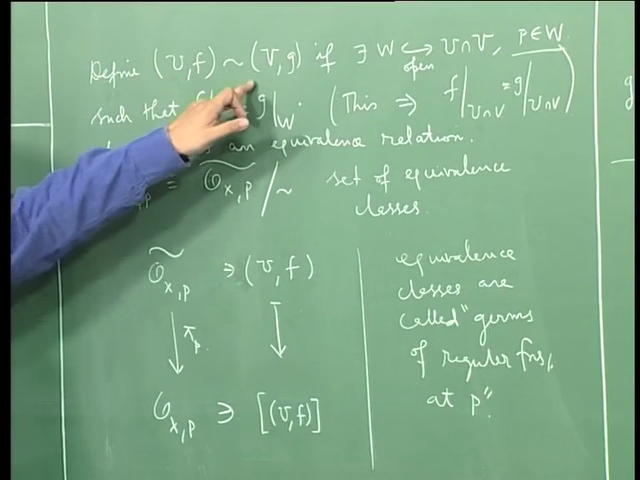 Define (U, f) ~ (V, g) if ∃ W ↪ U∩V, p∈W
open
such that g|_W. (This ⇒ f|_{U∩V} = g|_{U∩V})
an equivalence relation.
= Õ_{X,p} / ~ set of equivalence
classes.
Õ_{X,p} ∋ (U, f)
↓ π_p ↓
O_{X,p} ∋ [(U, f)]
equivalence
classes are
called "germs
of regular fns
at p".
g